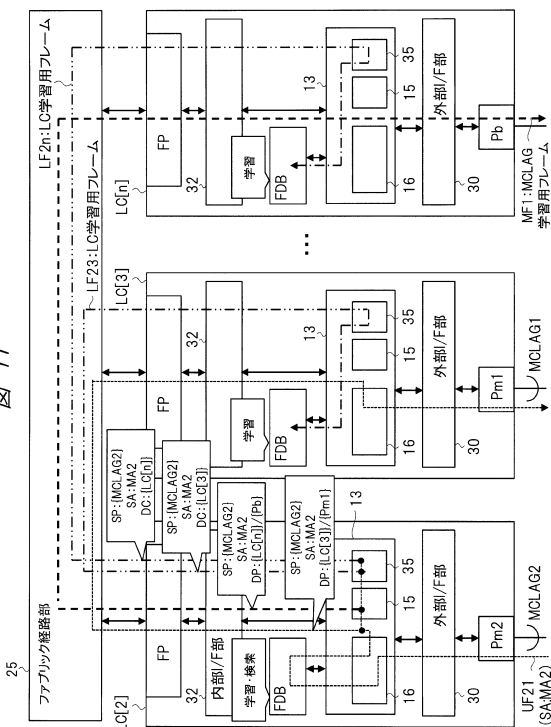 図 11
25
ファブリック経路部
LF2n:LC学習用フレーム
LF23:LC学習用フレーム
LC[2]
FP
32
内部I/F部
学習・検索
FDB
SP:{MCLAG2}
SA:MA2
DC:{LC[n]}
SP:{MCLAG2}
SA:MA2
DC:{LC[3]}
SP:{MCLAG2}
SA:MA2
DP:{LC[n]}/{Pb}
SP:{MCLAG2}
SA:MA2
DP:{LC[3]}/{Pm1}
13
16
15
35
外部I/F部
30
Pm2
MCLAG2
UF21
(SA:MA2)
LC[3]
FP
32
学習
FDB
13
16
15
35
外部I/F部
30
Pm1
MCLAG1
…
LC[n]
FP
32
学習
FDB
13
16
15
35
外部I/F部
30
Pb
MF1:MCLAG
学習用フレーム